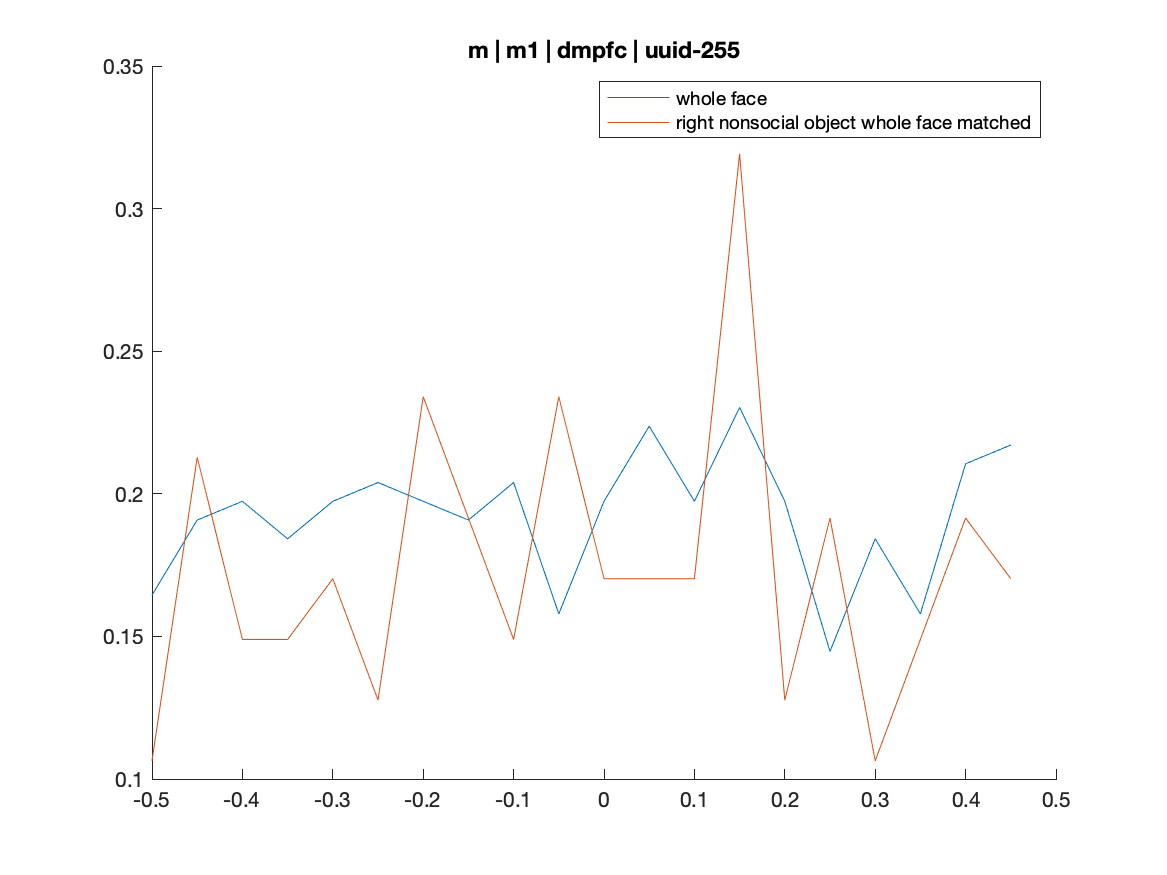 m | m1 | dmpfc | uuid-255
whole face
right nonsocial object whole face matched
0.35
0.3
0.25
0.2
0.15
0.1
-0.5 -0.4 -0.3 -0.2 -0.1 0 0.1 0.2 0.3 0.4 0.5